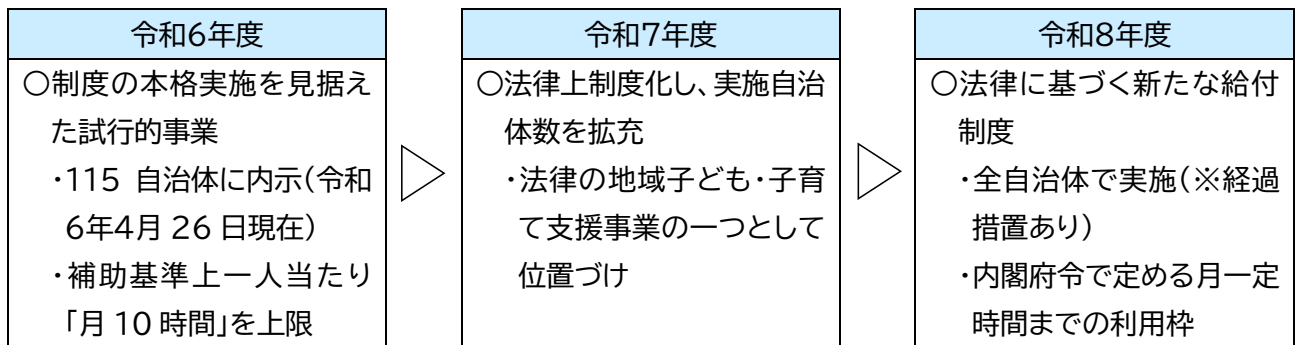 令和6年度
○制度の本格実施を見据え
た試行的事業
・115 自治体に内示(令和
6年4月 26 日現在)
・補助基準上一人当たり
「月 10 時間」を上限
令和7年度
○法律上制度化し、実施自治
体数を拡充
・法律の地域子ども・子育
て支援事業の一つとして
位置づけ
令和8年度
○法律に基づく新たな給付
制度
・全自治体で実施(※経過
措置あり)
・内閣府令で定める月一定
時間までの利用枠